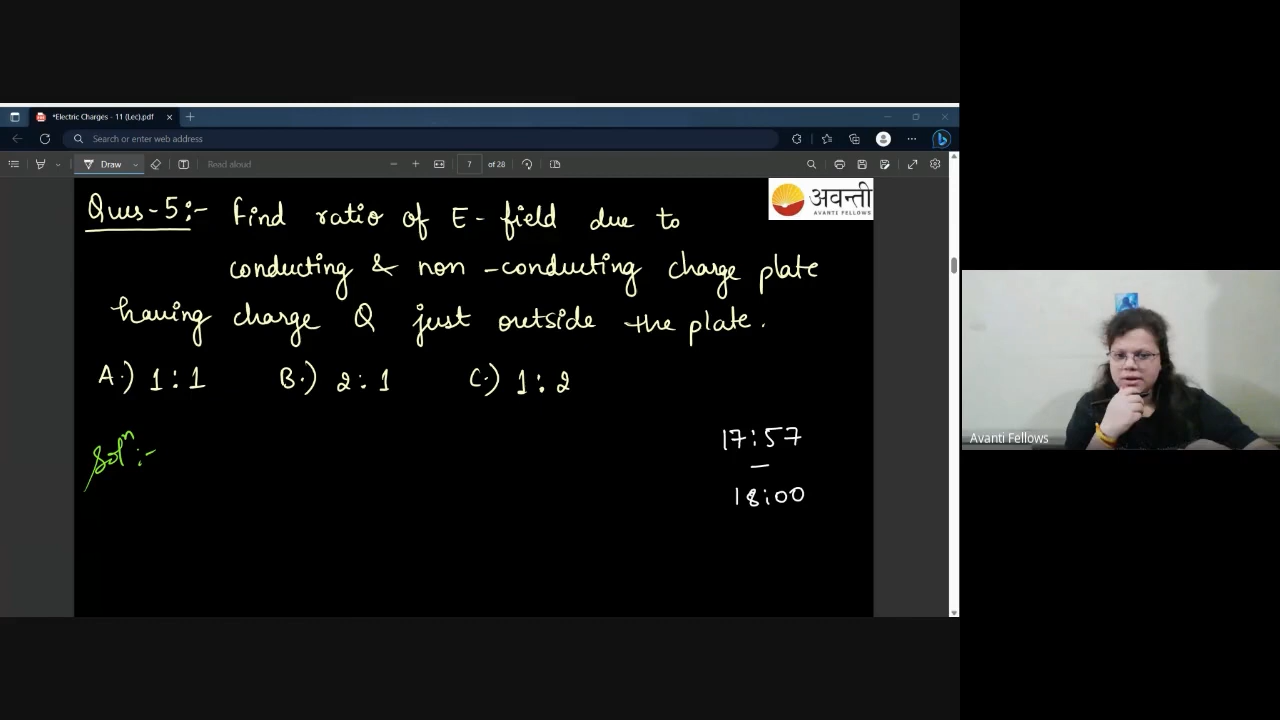 *Electric Charges - 11 (Lec).pdf
Search or enter web address
Draw
Read aloud
7 of 28
अवन्ती
AVANTI FELLOWS
Ques-5:- Find ratio of E-field due to
conducting & non-conducting charge plate
having charge Q just outside the plate.
A.) 1:1 B.) 2:1 C.) 1:2
Solⁿ:-
17:57
–
18:00
Avanti Fellows